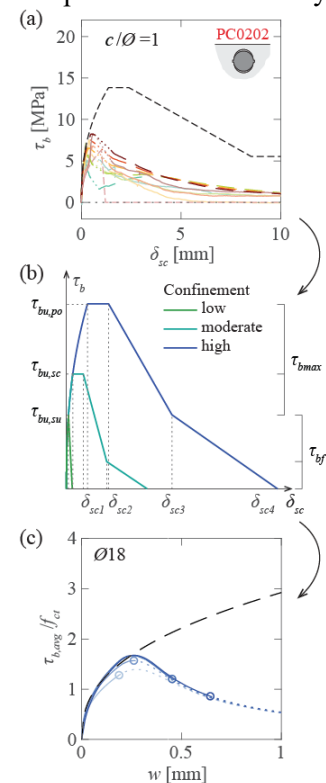 (a)
c/Ø =1
PC0202
τb [MPa]
20
15
10
5
0
0
5
10
δsc [mm]
(b)
τb
Confinement
low
moderate
high
τbu,po
τbu,sc
τbu,su
τbmax
τbf
δsc1
δsc2
δsc3
δsc4
δsc
(c)
Ø18
τb,avg /fct
4
3
2
1
0
0
0.5
1
w [mm]